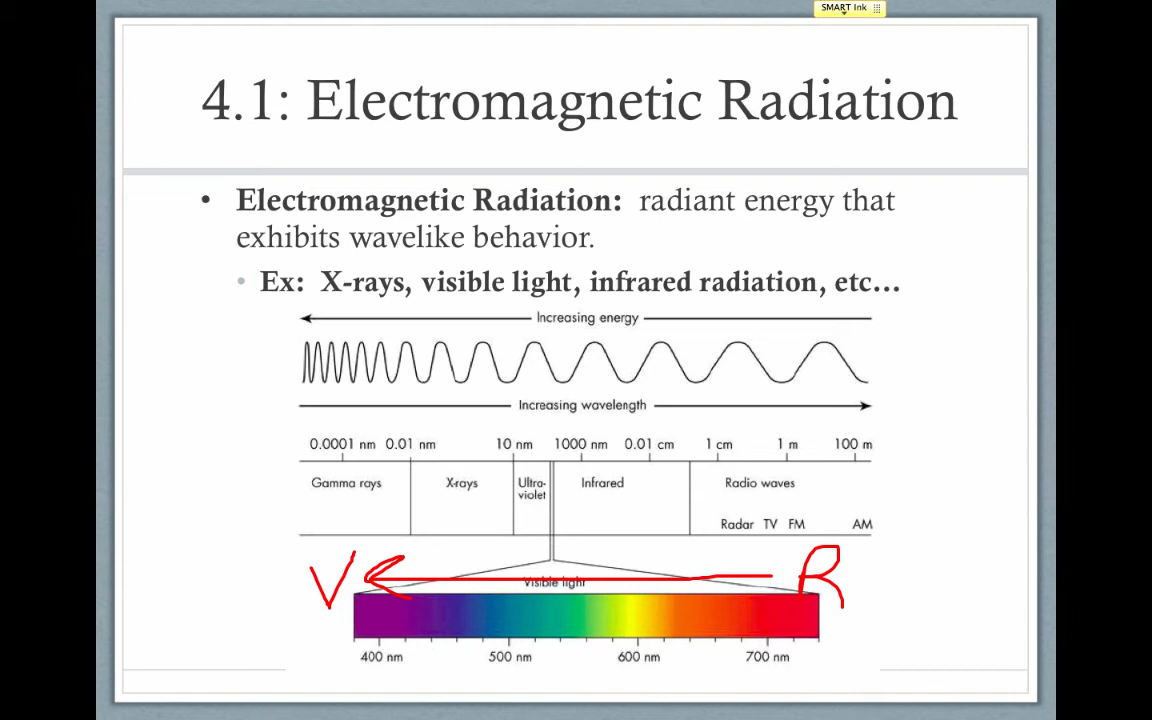 SMART Ink
4.1: Electromagnetic Radiation
• Electromagnetic Radiation: radiant energy that
exhibits wavelike behavior.
• Ex: X-rays, visible light, infrared radiation, etc…
Increasing energy
Increasing wavelength
0.0001 nm 0.01 nm 10 nm 1000 nm 0.01 cm 1 cm 1 m 100 m
Gamma rays X-rays Ultra-
violet Infrared Radio waves
Radar TV FM AM
V R
Visible light
400 nm 500 nm 600 nm 700 nm